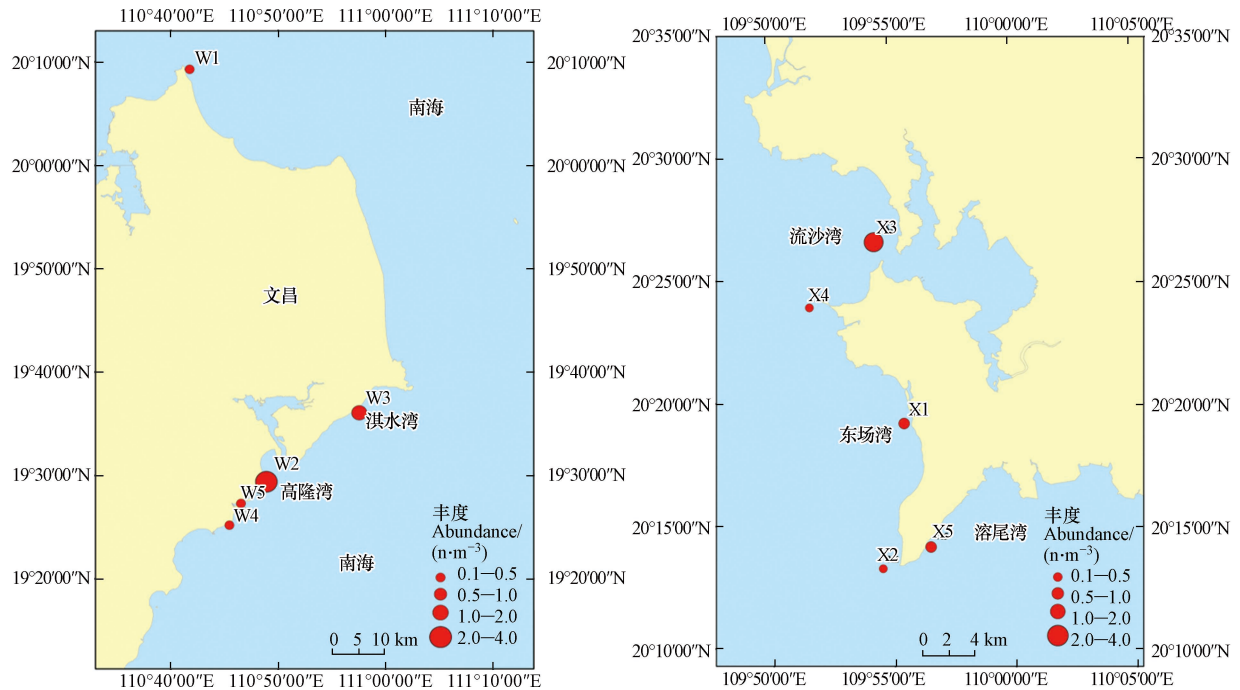 110°40′00″E 110°50′00″E 111°00′00″E 111°10′00″E
20°10′00″N
20°00′00″N
19°50′00″N
19°40′00″N
19°30′00″N
19°20′00″N
W1
南海
文昌
W3
淇水湾
W2
高隆湾
W5
W4
南海
丰度
Abundance/
(n·m⁻³)
0.1—0.5
0.5—1.0
1.0—2.0
2.0—4.0
0 5 10 km
20°10′00″N
20°00′00″N
19°50′00″N
19°40′00″N
19°30′00″N
19°20′00″N
110°40′00″E 110°50′00″E 111°00′00″E 111°10′00″E
109°50′00″E 109°55′00″E 110°00′00″E 110°05′00″E
20°35′00″N
20°30′00″N
20°25′00″N
20°20′00″N
20°15′00″N
20°10′00″N
X3
流沙湾
X4
X1
东场湾
X5
溶尾湾
X2
丰度
Abundance/
(n·m⁻³)
0.1—0.5
0.5—1.0
1.0—2.0
2.0—4.0
0 2 4 km
20°35′00″N
20°30′00″N
20°25′00″N
20°20′00″N
20°15′00″N
20°10′00″N
109°50′00″E 109°55′00″E 110°00′00″E 110°05′00″E